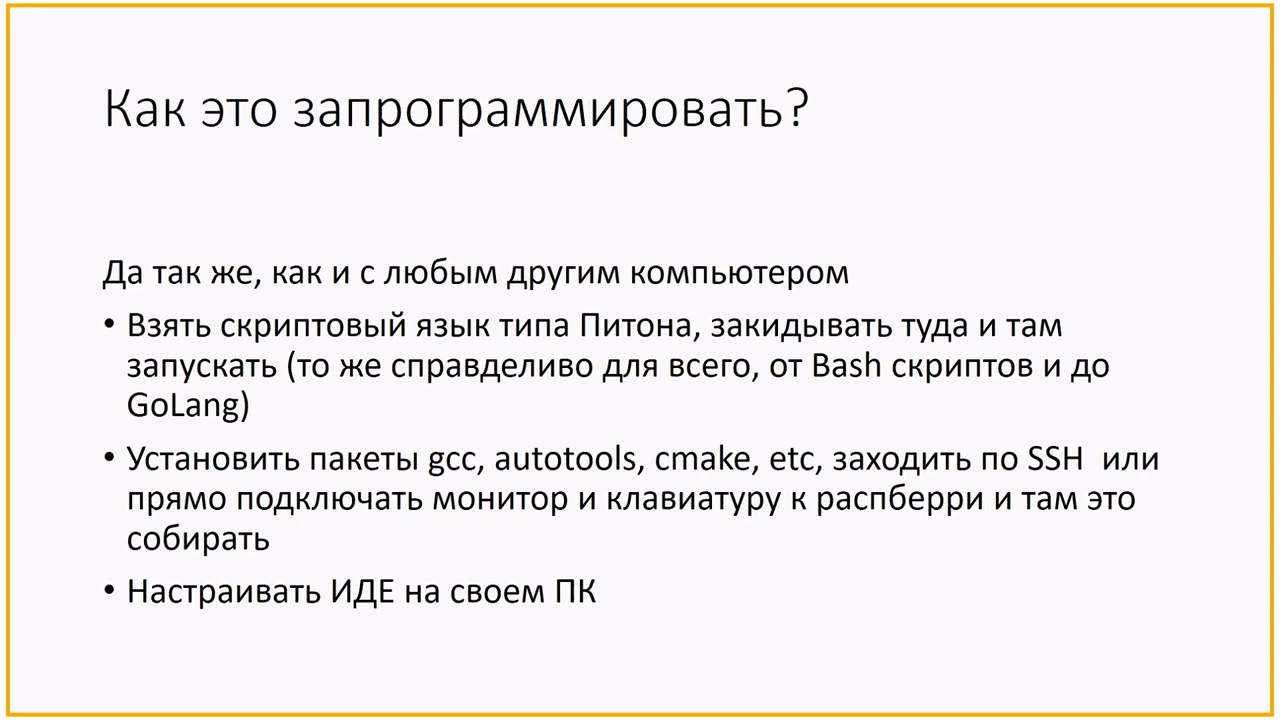 Как это запрограммировать?
Да так же, как и с любым другим компьютером
• Взять скриптовый язык типа Питона, закидывать туда и там
запускать (то же справделиво для всего, от Bash скриптов и до
GoLang)
• Установить пакеты gcc, autotools, cmake, etc, заходить по SSH  или
прямо подключать монитор и клавиатуру к распберри и там это
собирать
• Настраивать ИДЕ на своем ПК